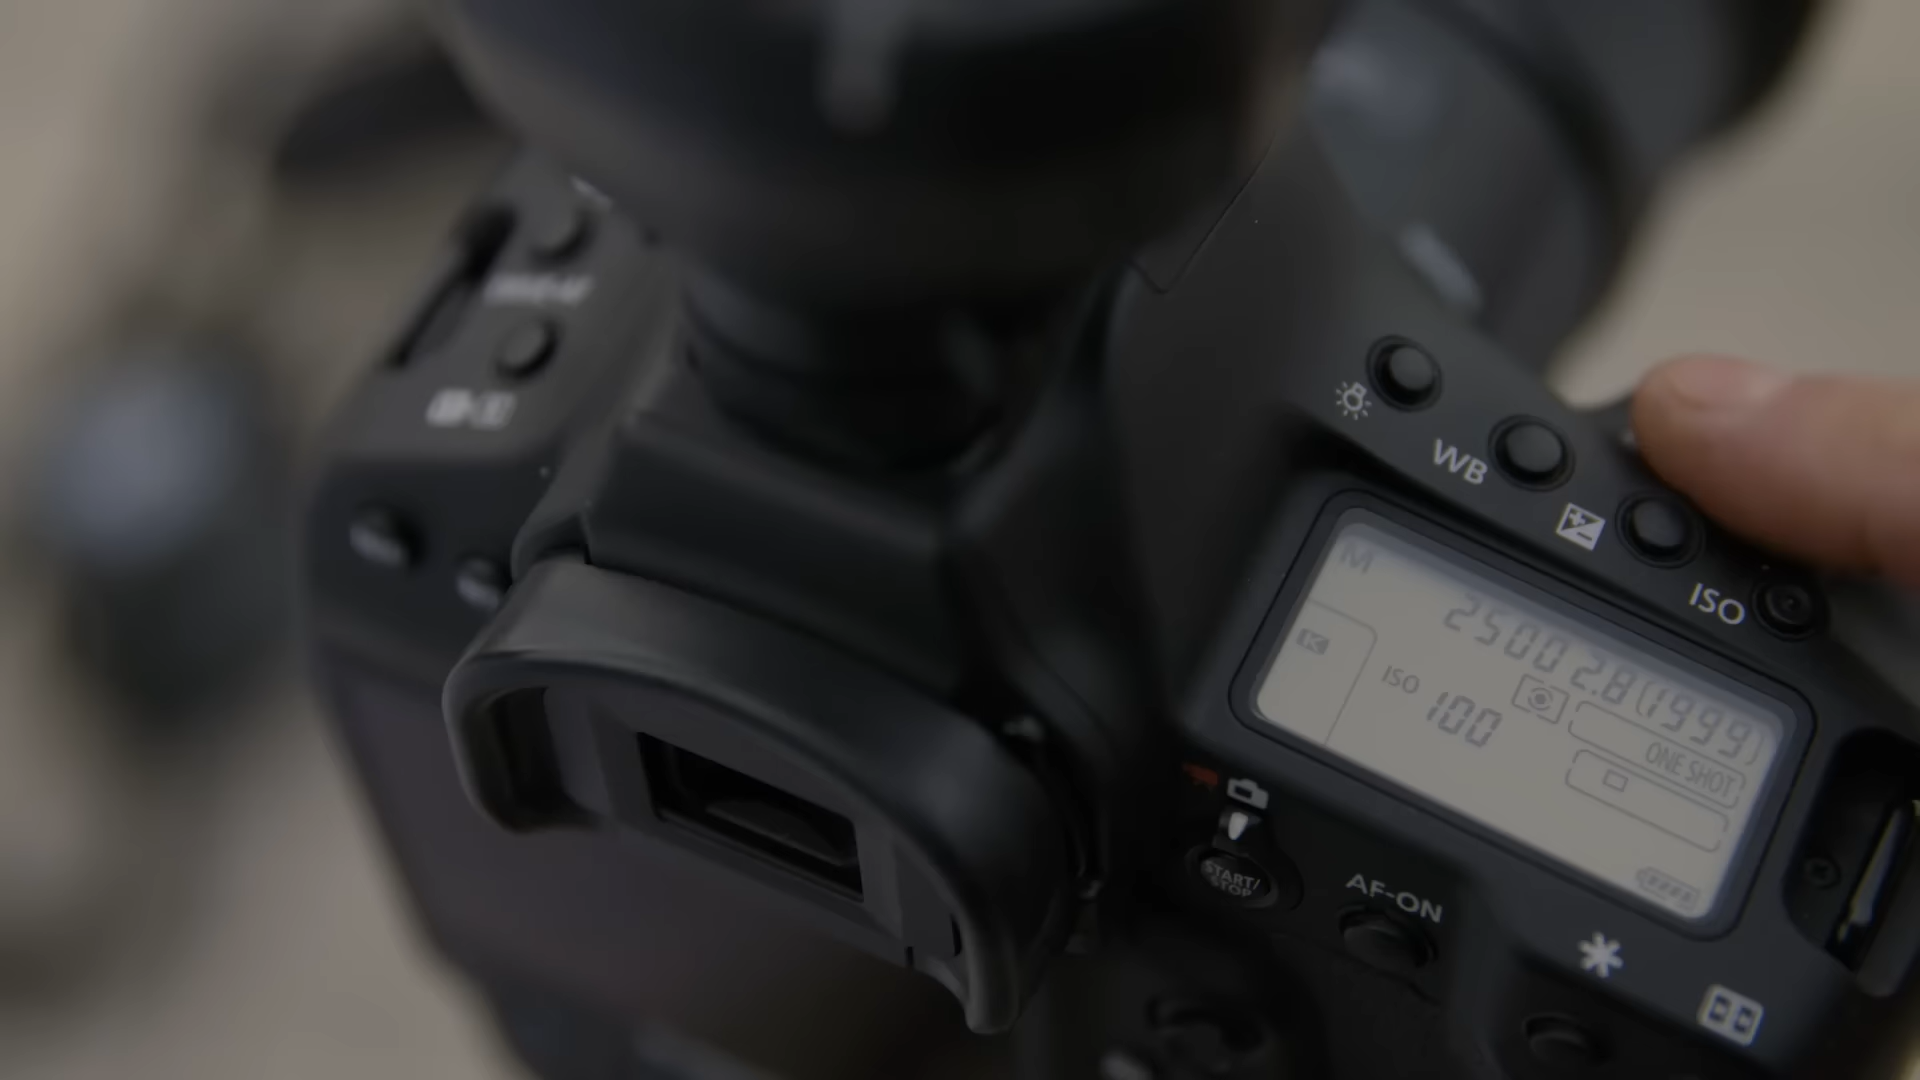 WB
ISO
M
2500 2.8 (1999)
ISO 100
ONE SHOT
START/
STOP
AF-ON